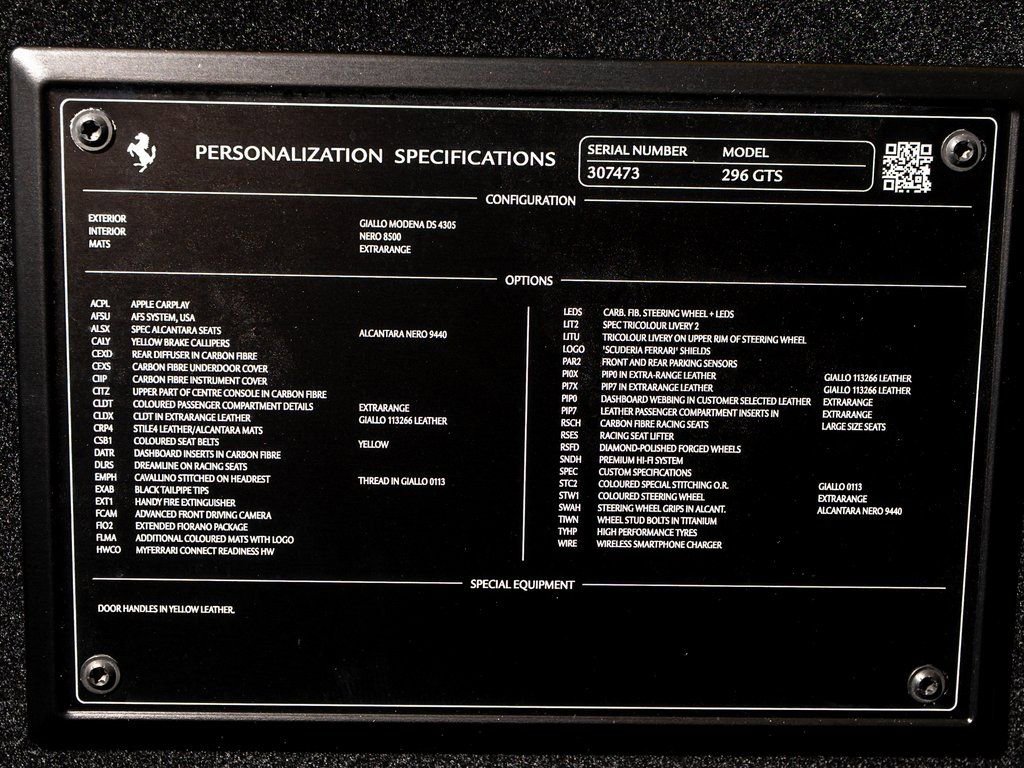 PERSONALIZATION SPECIFICATIONS
SERIAL NUMBER MODEL
307473 296 GTS
CONFIGURATION
EXTERIOR GIALLO MODENA DS 4305
INTERIOR NERO 8500
MATS EXTRARANGE
OPTIONS
ACPL APPLE CARPLAY
AFSU AFS SYSTEM, USA
ALSX SPEC ALCANTARA SEATS ALCANTARA NERO 9440
CALY YELLOW BRAKE CALLIPERS
CEXD REAR DIFFUSER IN CARBON FIBRE
CEXS CARBON FIBRE UNDERDOOR COVER
CIIP CARBON FIBRE INSTRUMENT COVER
CITZ UPPER PART OF CENTRE CONSOLE IN CARBON FIBRE
CLDT COLOURED PASSENGER COMPARTMENT DETAILS EXTRARANGE
CLDX CLDT IN EXTRARANGE LEATHER GIALLO 113266 LEATHER
CRP4 STILE4 LEATHER/ALCANTARA MATS
CSB1 COLOURED SEAT BELTS YELLOW
DATR DASHBOARD INSERTS IN CARBON FIBRE
DLRS DREAMLINE ON RACING SEATS
EMPH CAVALLINO STITCHED ON HEADREST THREAD IN GIALLO 0113
EXAB BLACK TAILPIPE TIPS
EXT1 HANDY FIRE EXTINGUISHER
FCAM ADVANCED FRONT DRIVING CAMERA
FIO2 EXTENDED FIORANO PACKAGE
FLMA ADDITIONAL COLOURED MATS WITH LOGO
HWCO MYFERRARI CONNECT READINESS HW
LEDS CARB. FIB. STEERING WHEEL + LEDS
LIT2 SPEC TRICOLOUR LIVERY 2
LITU TRICOLOUR LIVERY ON UPPER RIM OF STEERING WHEEL
LOGO 'SCUDERIA FERRARI' SHIELDS
PAR2 FRONT AND REAR PARKING SENSORS
PI0X PIP0 IN EXTRA-RANGE LEATHER GIALLO 113266 LEATHER
PI7X PIP7 IN EXTRARANGE LEATHER GIALLO 113266 LEATHER
PIP0 DASHBOARD WEBBING IN CUSTOMER SELECTED LEATHER EXTRARANGE
PIP7 LEATHER PASSENGER COMPARTMENT INSERTS IN EXTRARANGE
RSCH CARBON FIBRE RACING SEATS LARGE SIZE SEATS
RSES RACING SEAT LIFTER
RSFD DIAMOND-POLISHED FORGED WHEELS
SNDH PREMIUM HI-FI SYSTEM
SPEC CUSTOM SPECIFICATIONS
STC2 COLOURED SPECIAL STITCHING O.R. GIALLO 0113
STW1 COLOURED STEERING WHEEL EXTRARANGE
SWAH STEERING WHEEL GRIPS IN ALCANT. ALCANTARA NERO 9440
TIWN WHEEL STUD BOLTS IN TITANIUM
TYHP HIGH PERFORMANCE TYRES
WIRE WIRELESS SMARTPHONE CHARGER
SPECIAL EQUIPMENT
DOOR HANDLES IN YELLOW LEATHER.